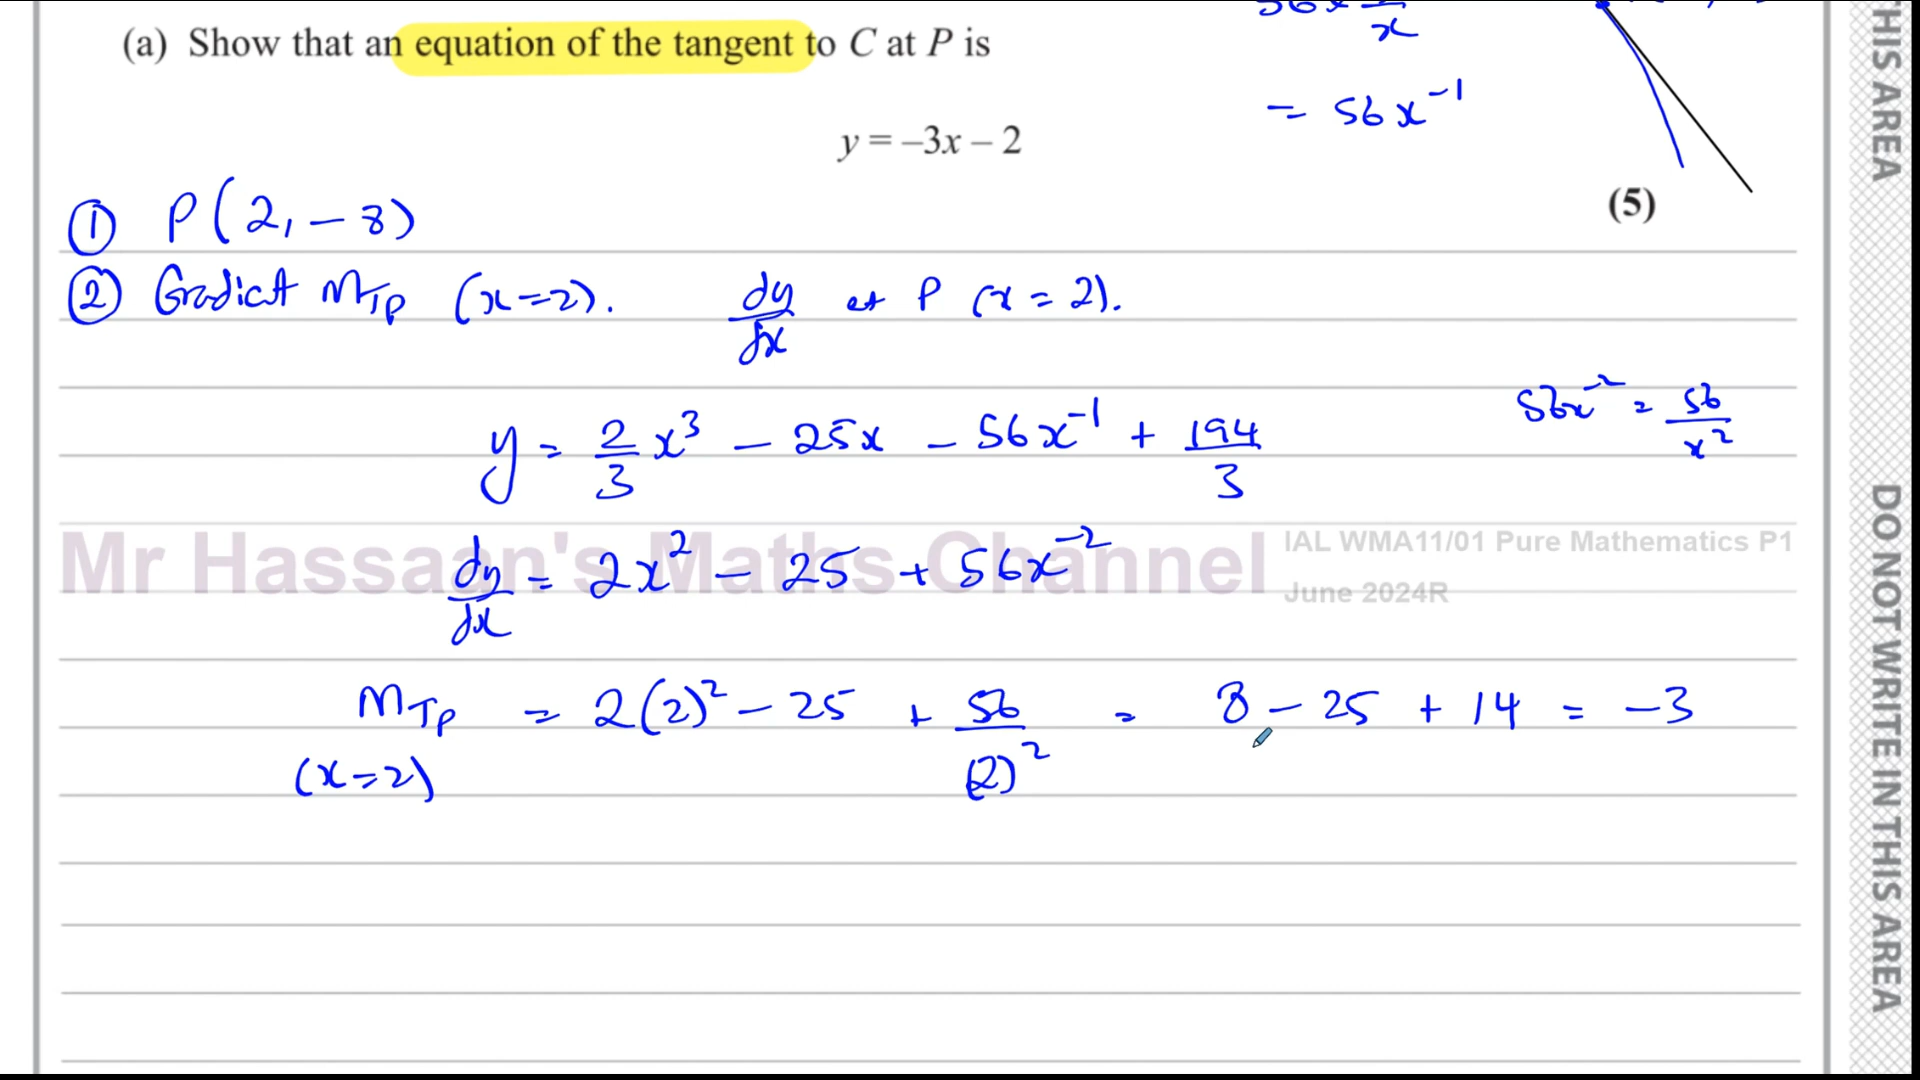 (a) Show that an equation of the tangent to C at P is
= 56x⁻¹
y = –3x – 2
(5)
① P(2, -8)
② Gradient M_TP (x=2). dy/dx at P (x = 2).
56x⁻² = 56/x²
y = 2/3 x³ - 25x - 56x⁻¹ + 194/3
Mr Hassaan's Maths Channel IAL WMA11/01 Pure Mathematics P1
June 2024R
dy/dx = 2x² - 25 + 56x⁻²
M_TP = 2(2)² - 25 + 56/(2)² = 8 - 25 + 14 = -3
(x=2)
HIS AREA
DO NOT WRITE IN THIS AREA